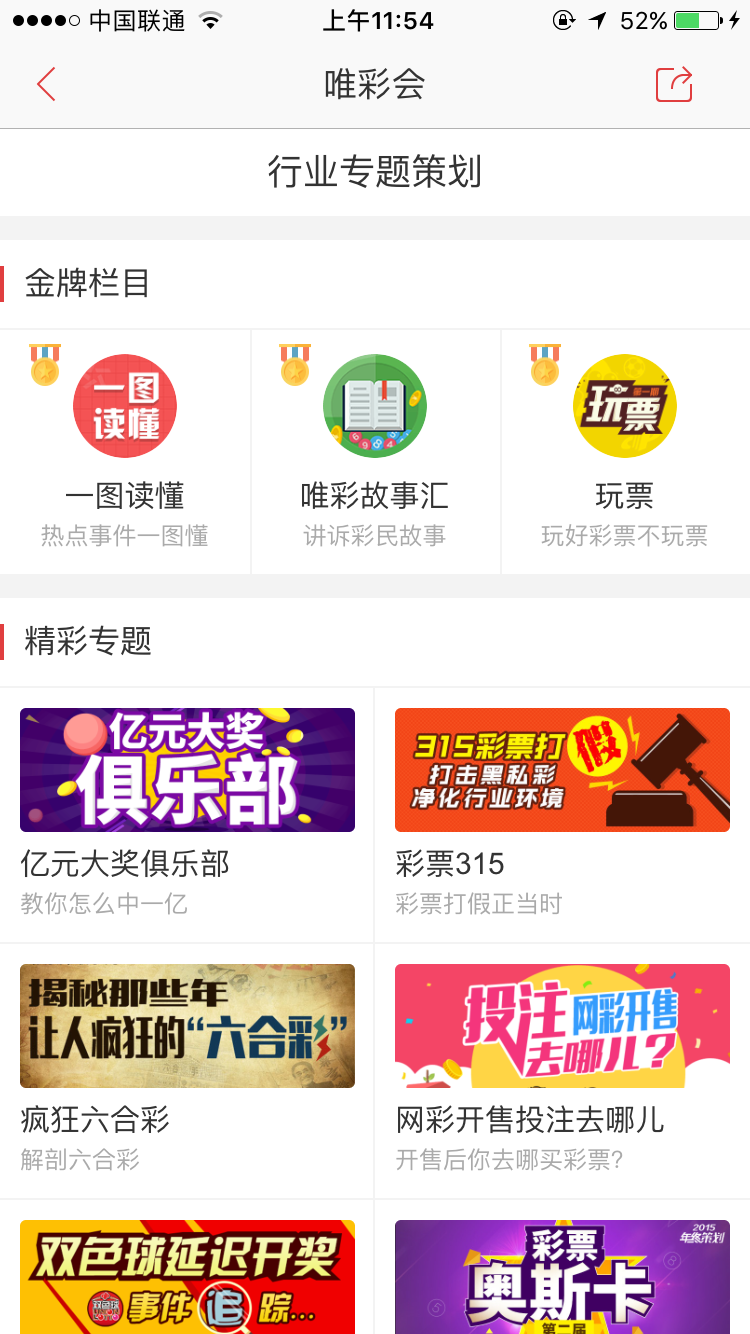 中国联通
上午11:54
52%
唯彩会
行业专题策划
金牌栏目
一图
读懂
第一期
玩票
一图读懂
唯彩故事汇
玩票
热点事件一图懂
讲诉彩民故事
玩好彩票不玩票
精彩专题
亿元大奖
俱乐部
315彩票打假
打击黑私彩
净化行业环境
亿元大奖俱乐部
彩票315
教你怎么中一亿
彩票打假正当时
揭秘那些年
让人疯狂的“六合彩”
投注网彩开售
去哪儿?
疯狂六合彩
网彩开售投注去哪儿
解剖六合彩
开售后你去哪买彩票?
双色球延迟开奖
双色球
事件追踪...
2015
年终策划
彩票
奥斯卡
第二届